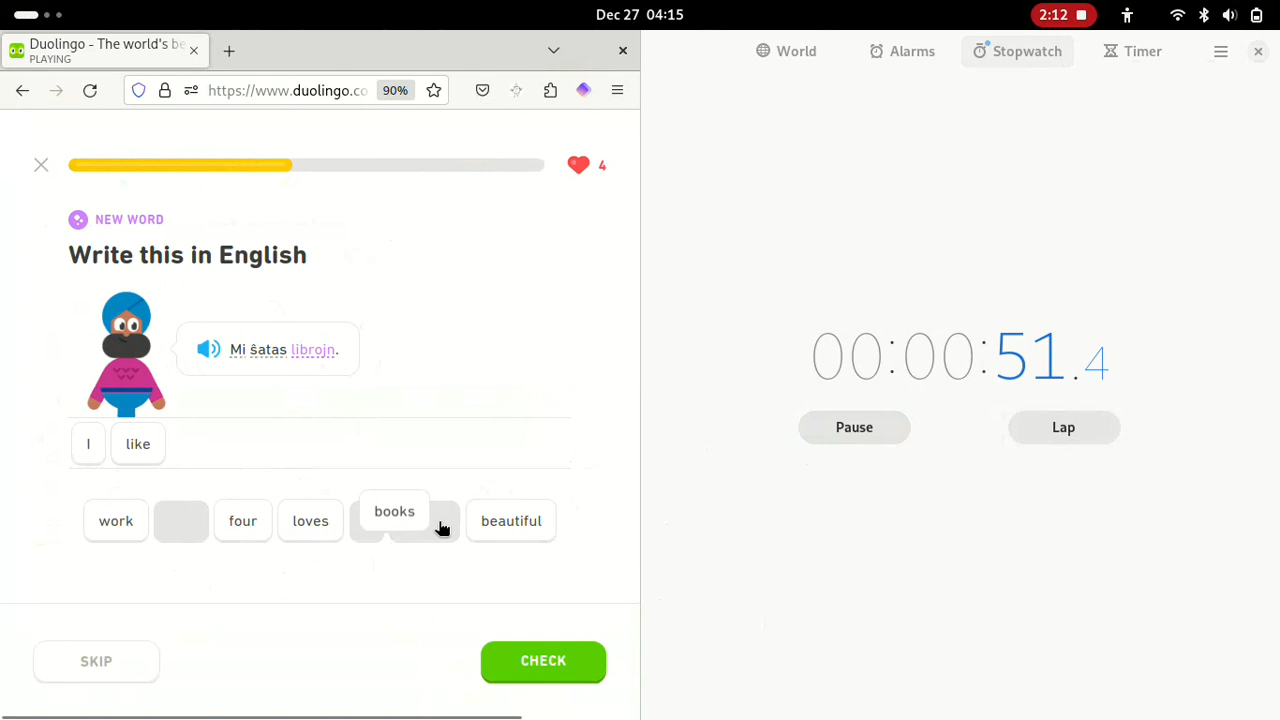 Dec 27 04:15
2:12
Duolingo - The world's be
PLAYING
https://www.duolingo.co
90%
4
NEW WORD
Write this in English
Mi ŝatas librojn.
I like
work four loves books beautiful
SKIP
CHECK
World
Alarms
Stopwatch
Timer
00:00:51.4
Pause
Lap